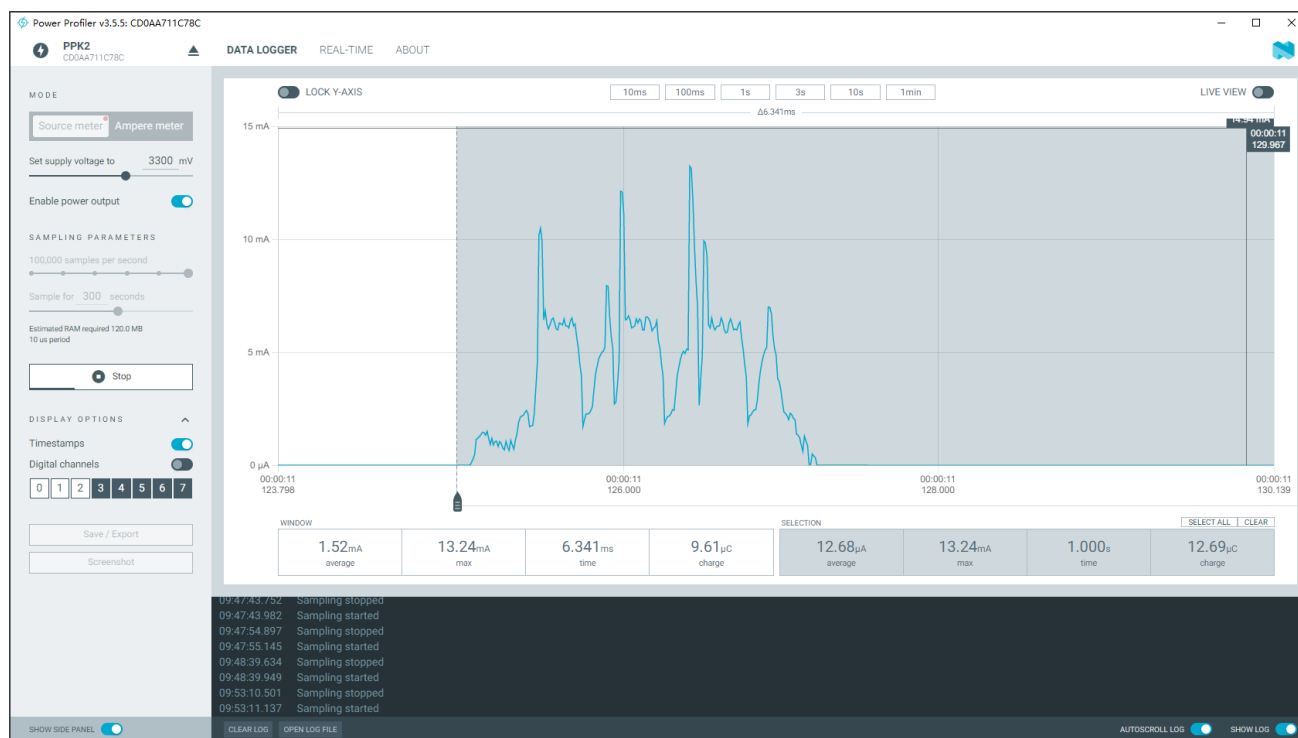 Power Profiler v3.5.5: CD0AA711C78C
PPK2
CD0AA711C78C
DATA LOGGER REAL-TIME ABOUT
MODE
Source meter Ampere meter
Set supply voltage to 3300 mV
Enable power output
SAMPLING PARAMETERS
100,000 samples per second
Sample for 300 seconds
Estimated RAM required 120.0 MB
10 us period
Stop
DISPLAY OPTIONS
Timestamps
Digital channels
0 1 2 3 4 5 6 7
Save / Export
Screenshot
SHOW SIDE PANEL
LOCK Y-AXIS 10ms 100ms 1s 3s 10s 1min LIVE VIEW
Δ6.341ms
15 mA
14.94 mA
00:00:11
129.967
10 mA
5 mA
0 µA
00:00:11 00:00:11 00:00:11 00:00:11
123.798 126.000 128.000 130.139
WINDOW SELECTION SELECT ALL CLEAR
1.52mA 13.24mA 6.341ms 9.61µC 12.68µA 13.24mA 1.000s 12.69µC
average max time charge average max time charge
09:47:43.752 Sampling stopped
09:47:43.982 Sampling started
09:47:54.897 Sampling stopped
09:47:55.145 Sampling started
09:48:39.634 Sampling stopped
09:48:39.949 Sampling started
09:53:10.501 Sampling stopped
09:53:11.137 Sampling started
CLEAR LOG OPEN LOG FILE AUTOSCROLL LOG SHOW LOG